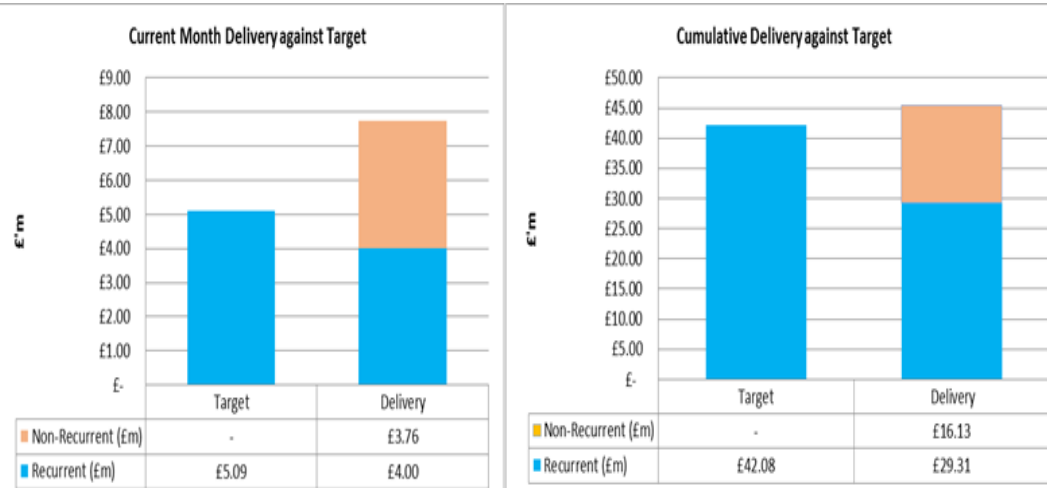 Current Month Delivery against Target
£9.00
£8.00
£7.00
£6.00
£5.00
£4.00
£3.00
£2.00
£1.00
£-
£'m
Target Delivery
Non-Recurrent (£m) - £3.76
Recurrent (£m) £5.09 £4.00
Cumulative Delivery against Target
£50.00
£45.00
£40.00
£35.00
£30.00
£25.00
£20.00
£15.00
£10.00
£5.00
£-
£'m
Target Delivery
Non-Recurrent (£m) - £16.13
Recurrent (£m) £42.08 £29.31